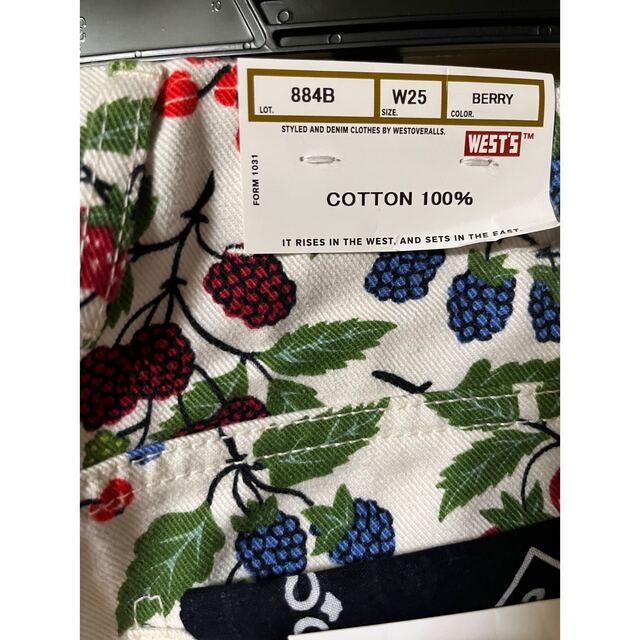 884B W25 BERRY
LOT. SIZE. COLOR.
STYLED AND DENIM CLOTHES BY WESTOVERALLS.
WEST'S™
FORM 1031
COTTON 100%
IT RISES IN THE WEST, AND SETS IN THE EAST.